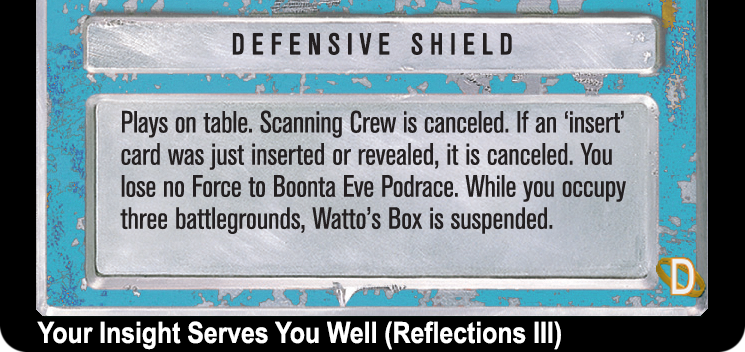 DEFENSIVE SHIELD
Plays on table. Scanning Crew is canceled. If an ‘insert’
card was just inserted or revealed, it is canceled. You
lose no Force to Boonta Eve Podrace. While you occupy
three battlegrounds, Watto’s Box is suspended.
D
Your Insight Serves You Well (Reflections III)